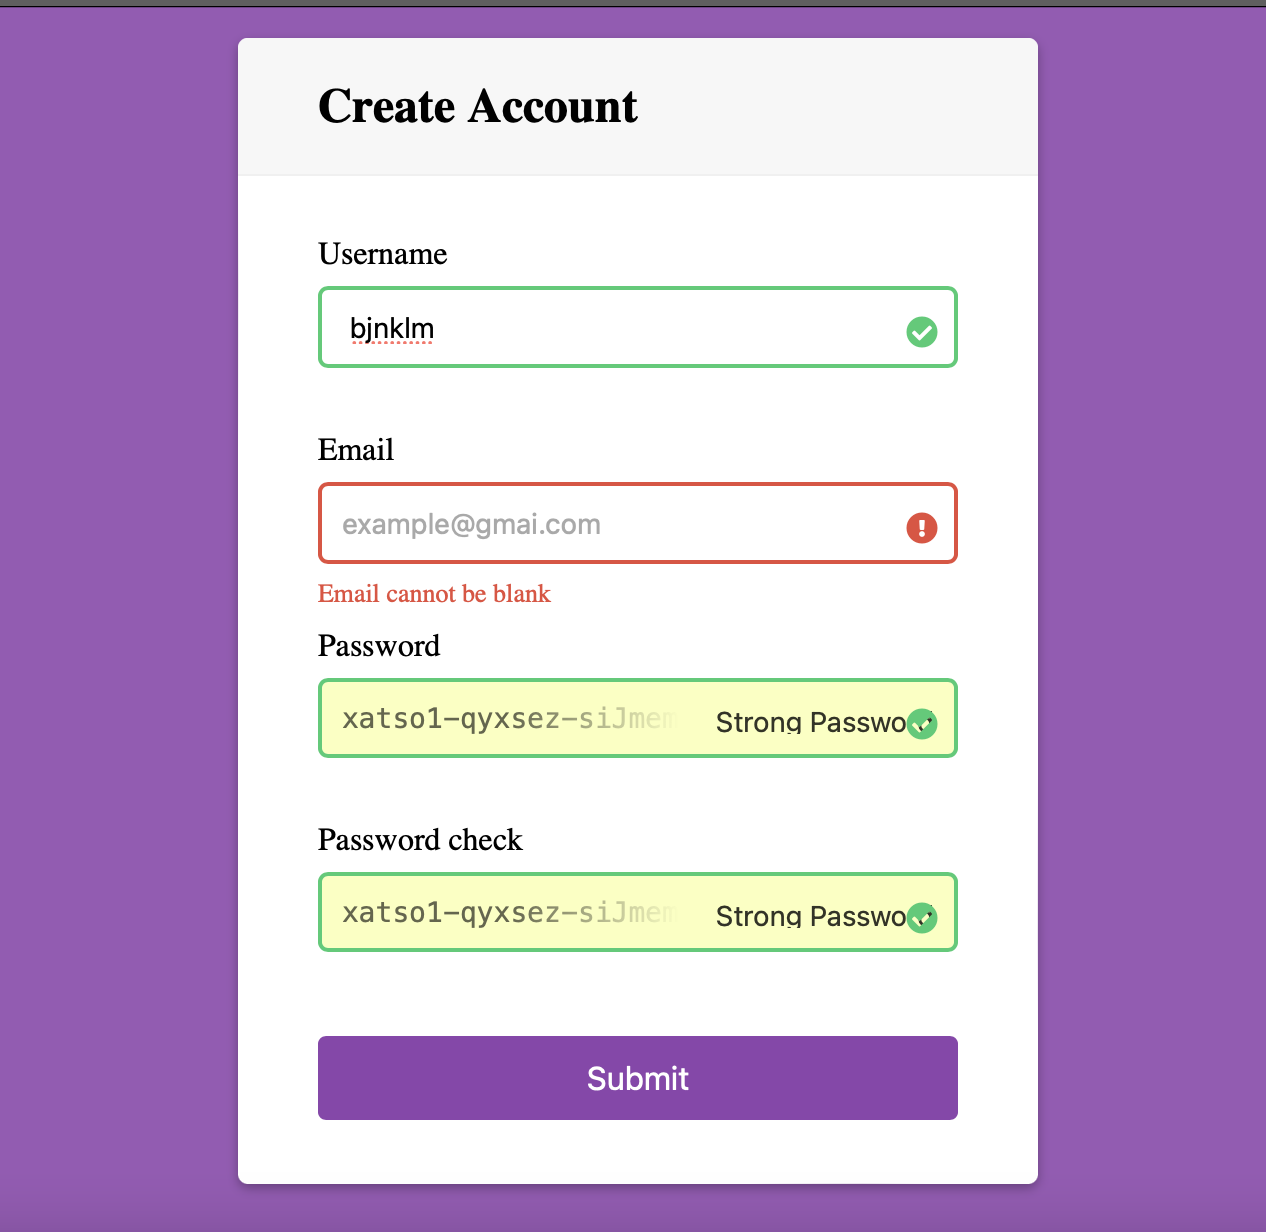 Create Account
Username
bjnklm
Email
example@gmai.com
Email cannot be blank
Password
xatso1-qyxsez-siJmem Strong Passwo
Password check
xatso1-qyxsez-siJmem Strong Passwo
Submit